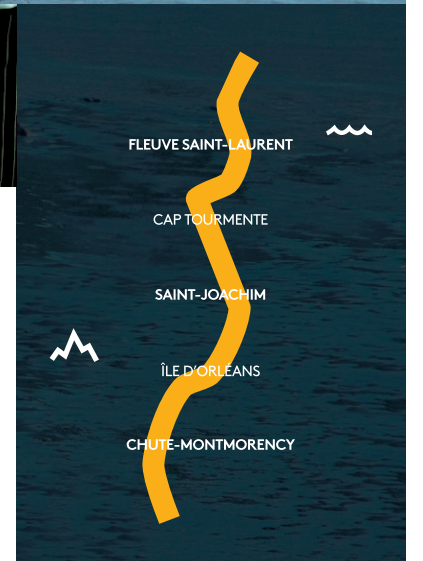 FLEUVE SAINT-LAURENT
CAP TOURMENTE
SAINT-JOACHIM
ÎLE D'ORLÉANS
CHUTE-MONTMORENCY